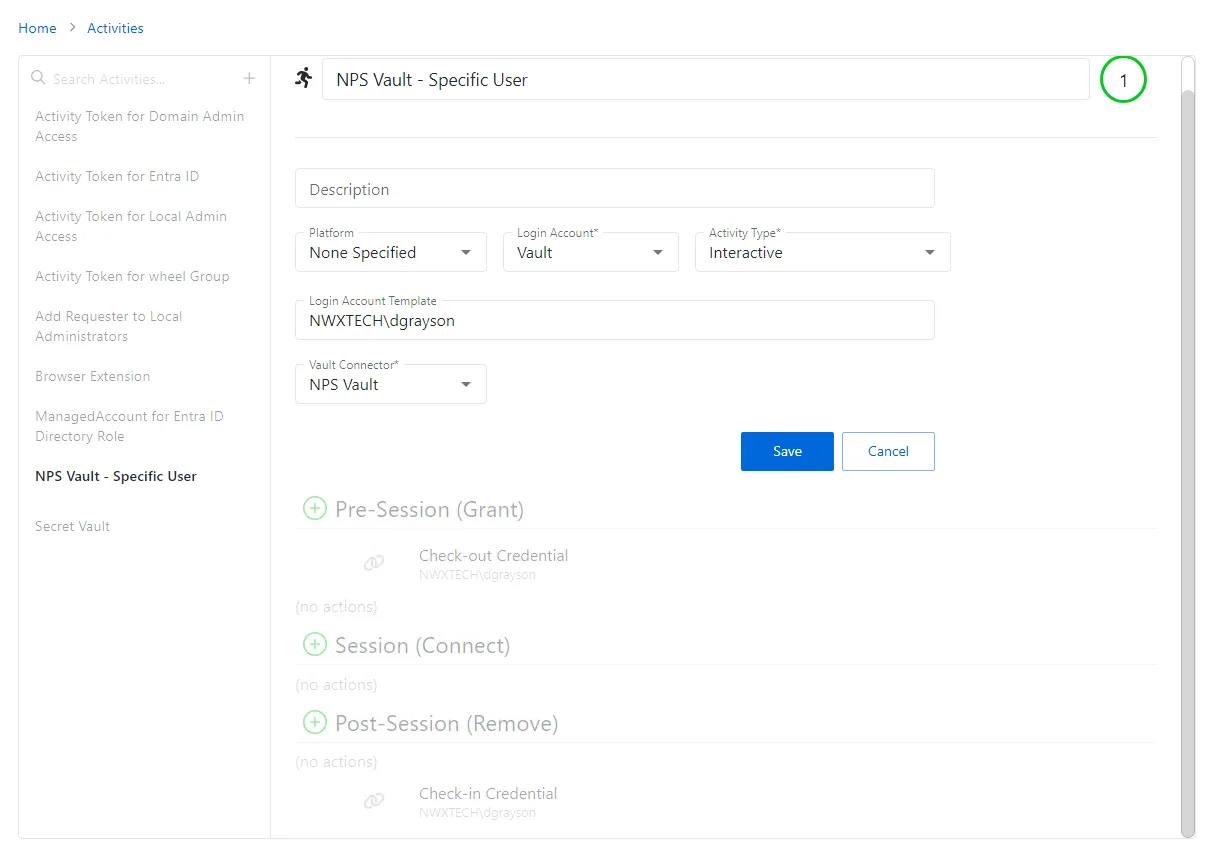 Home > Activities
Search Activities...
Activity Token for Domain Admin
Access
Activity Token for Entra ID
Activity Token for Local Admin
Access
Activity Token for wheel Group
Add Requester to Local
Administrators
Browser Extension
ManagedAccount for Entra ID
Directory Role
NPS Vault - Specific User
Secret Vault
NPS Vault - Specific User
1
Description
Platform
None Specified
Login Account*
Vault
Activity Type*
Interactive
Login Account Template
NWXTECH\dgrayson
Vault Connector*
NPS Vault
Save
Cancel
Pre-Session (Grant)
Check-out Credential
NWXTECH\dgrayson
(no actions)
Session (Connect)
(no actions)
Post-Session (Remove)
(no actions)
Check-in Credential
NWXTECH\dgrayson